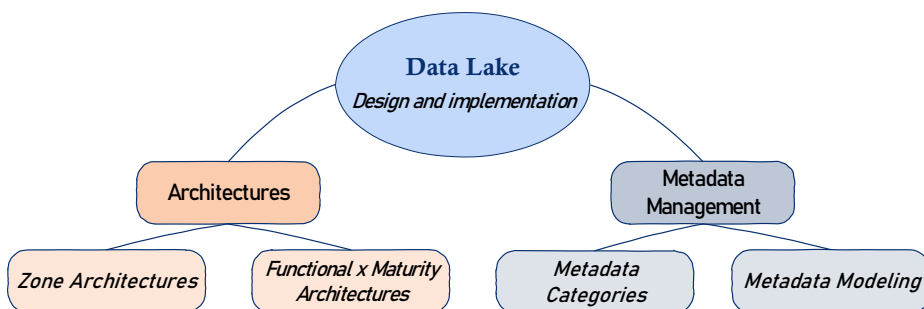 Data Lake
Design and implementation
Architectures
Metadata
Management
Zone Architectures
Functional x Maturity
Architectures
Metadata
Categories
Metadata Modeling